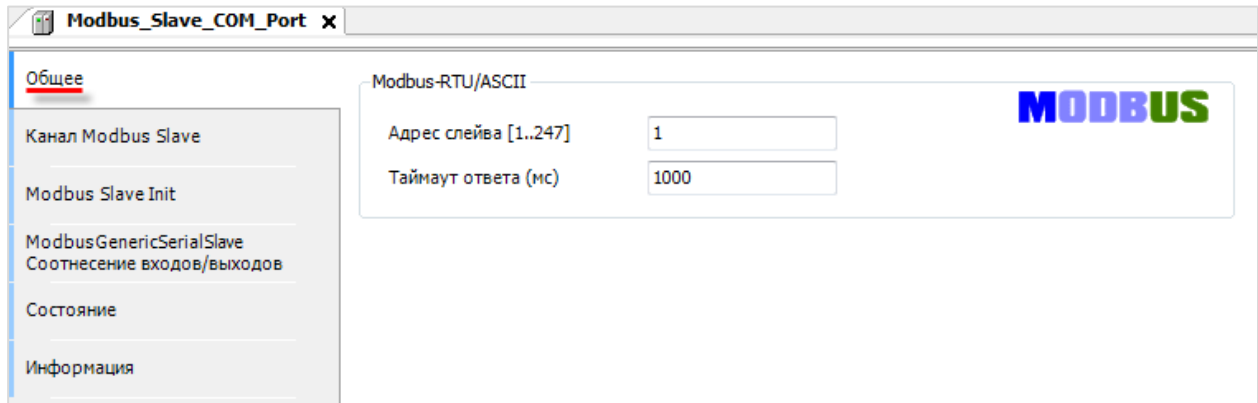 Modbus_Slave_COM_Port x
Общее
Канал Modbus Slave
Modbus Slave Init
ModbusGenericSerialSlave
Соотнесение входов/выходов
Состояние
Информация
Modbus-RTU/ASCII
MODBUS
Адрес слейва [1..247] 1
Таймаут ответа (мс) 1000